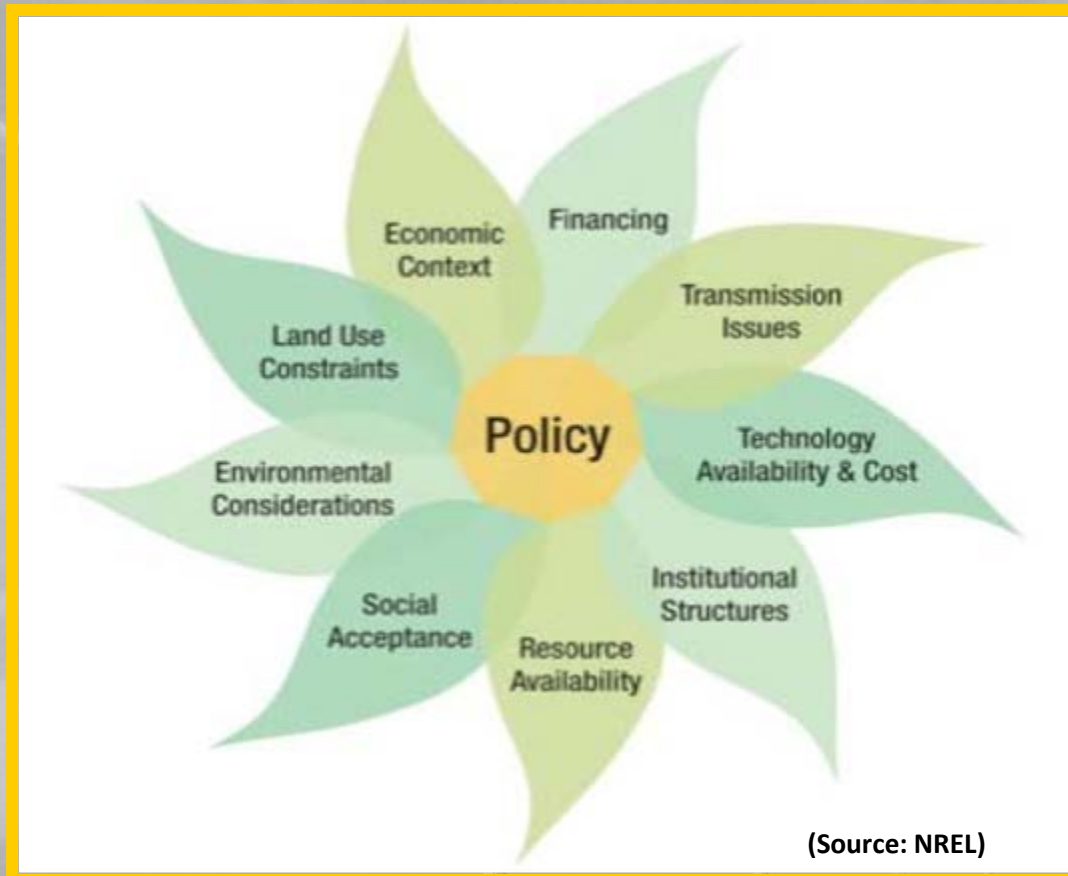 Economic
Context
Financing
Transmission
Issues
Land Use
Constraints
Policy
Technology
Availability & Cost
Environmental
Considerations
Institutional
Structures
Social
Acceptance
Resource
Availability
(Source: NREL)